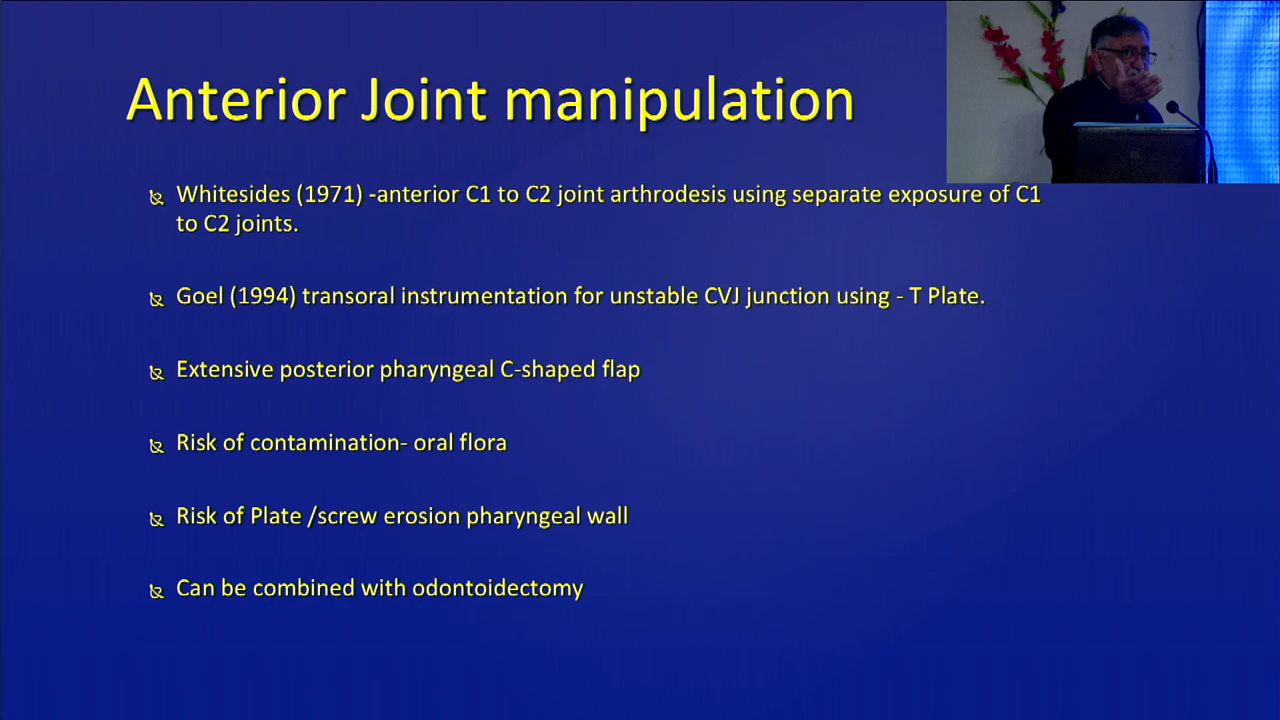 Anterior Joint manipulation
Whitesides (1971) -anterior C1 to C2 joint arthrodesis using separate exposure of C1
to C2 joints.
Goel (1994) transoral instrumentation for unstable CVJ junction using - T Plate.
Extensive posterior pharyngeal C-shaped flap
Risk of contamination- oral flora
Risk of Plate /screw erosion pharyngeal wall
Can be combined with odontoidectomy